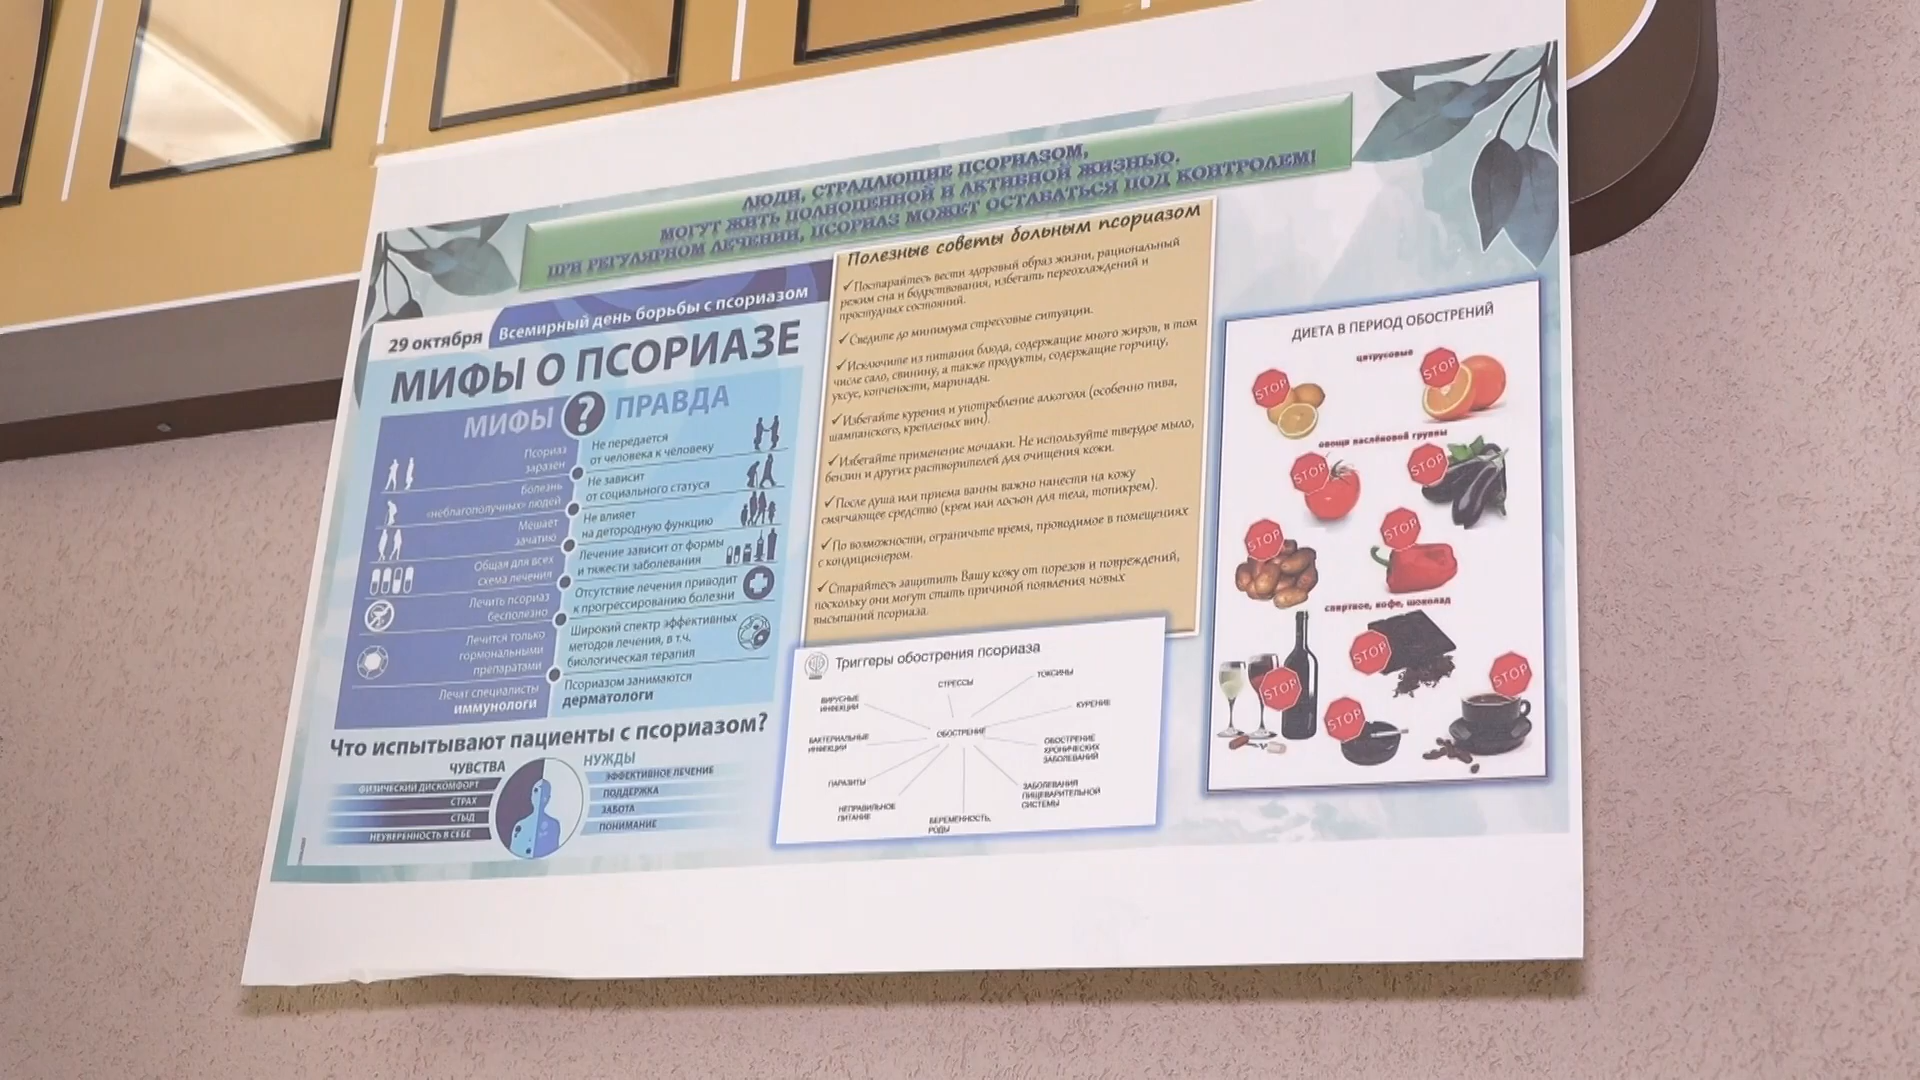 ЛЮДИ, СТРАДАЮЩИЕ ПСОРИАЗОМ,
МОГУТ ЖИТЬ ПОЛНОЦЕННОЙ И АКТИВНОЙ ЖИЗНЬЮ.
ПРИ РЕГУЛЯРНОМ ЛЕЧЕНИИ, ПСОРИАЗ МОЖЕТ ОСТАВАТЬСЯ ПОД КОНТРОЛЕМ!
29 октября
Всемирный день борьбы с псориазом
МИФЫ О ПСОРИАЗЕ
МИФЫ ? ПРАВДА
Псориаз
заразен
Не передается
от человека к человеку
болезнь
«неблагополучных» людей
Не зависит
от социального статуса
Мешает
зачатию
Не влияет
на детородную функцию
Общая для всех
схема лечения
Лечение зависит от формы
и тяжести заболевания
Лечить псориаз
бесполезно
Отсутствие лечения приводит
к прогрессированию болезни
Лечится только
гормональными
препаратами
Широкий спектр эффективных
методов лечения, в т.ч.
биологическая терапия
Лечат специалисты
иммунологи
Псориазом занимаются
дерматологи
Что испытывают пациенты с псориазом?
ЧУВСТВА
ФИЗИЧЕСКИЙ ДИСКОМФОРТ
СТРАХ
СТЫД
НЕУВЕРЕННОСТЬ В СЕБЕ
НУЖДЫ
ЭФФЕКТИВНОЕ ЛЕЧЕНИЕ
ПОДДЕРЖКА
ЗАБОТА
ПОНИМАНИЕ
Полезные советы больным псориазом
✓Постарайтесь вести здоровый образ жизни, рациональный
режим сна и бодрствования, избегать переохлаждений и
простудных состояний.
✓Сведите до минимума стрессовые ситуации.
✓Исключите из питания блюда, содержащие много жиров, в том
числе сало, свинину, а также продукты, содержащие горчицу,
уксус, копчености, маринады.
✓Избегайте курения и употребление алкоголя (особенно пива,
шампанского, крепленых вин).
✓Избегайте применение мочалки. Не используйте твердое мыло,
бензин и других растворителей для очищения кожи.
✓После душа или приема ванны важно нанести на кожу
смягчающее средство (крем или лосьон для тела, топикрем).
✓По возможности, ограничьте время, проводимое в помещениях
с кондиционером.
✓Старайтесь защитить Вашу кожу от порезов и повреждений,
поскольку они могут стать причиной появления новых
высыпаний псориаза.
Триггеры обострения псориаза
СТРЕССЫ
ТОКСИНЫ
ВИРУСНЫЕ
ИНФЕКЦИИ
КУРЕНИЕ
ОБОСТРЕНИЕ
БАКТЕРИАЛЬНЫЕ
ИНФЕКЦИИ
ОБОСТРЕНИЕ
ХРОНИЧЕСКИХ
ЗАБОЛЕВАНИЙ
ПАРАЗИТЫ
ЗАБОЛЕВАНИЯ
ПИЩЕВАРИТЕЛЬНОЙ
СИСТЕМЫ
НЕПРАВИЛЬНОЕ
ПИТАНИЕ
БЕРЕМЕННОСТЬ,
РОДЫ
ДИЕТА В ПЕРИОД ОБОСТРЕНИЙ
цитрусовые
STOP
STOP
овощи паслёновой группы
STOP
STOP
STOP
STOP
спиртное, кофе, шоколад
STOP
STOP
STOP
STOP